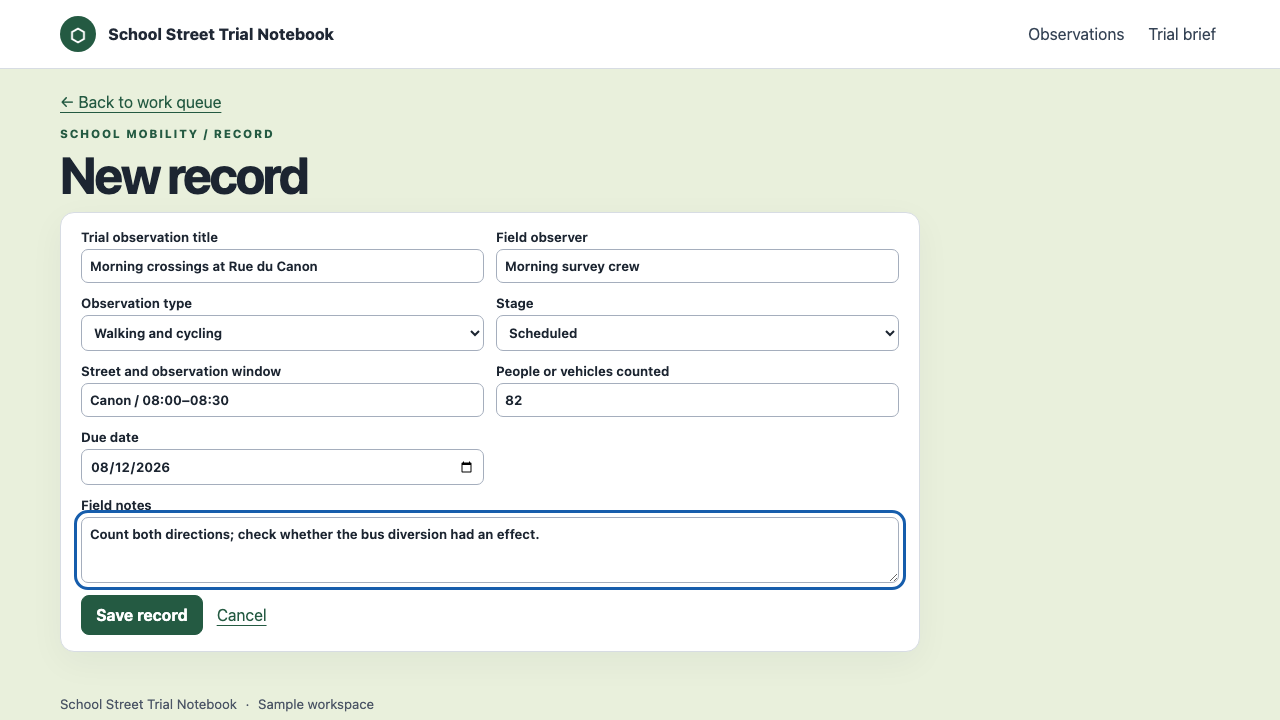 School Street Trial Notebook
Observations
Trial brief
← Back to work queue
SCHOOL MOBILITY / RECORD
New record
Trial observation title
Field observer
Morning crossings at Rue du Canon
Morning survey crew
Observation type
Stage
Walking and cycling
Scheduled
Street and observation window
People or vehicles counted
Canon / 08:00–08:30
82
Due date
08/12/2026
Field notes
Count both directions; check whether the bus diversion had an effect.
Save record
Cancel
School Street Trial Notebook · Sample workspace